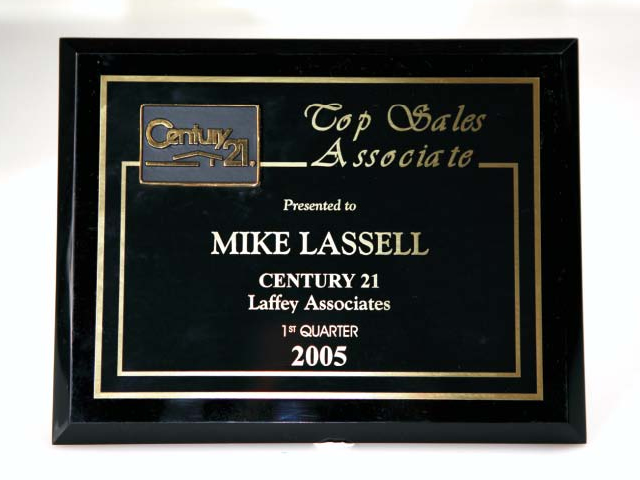 Century 21
Top Sales
Associate
Presented to
MIKE LASSELL
CENTURY 21
Laffey Associates
1ST QUARTER
2005